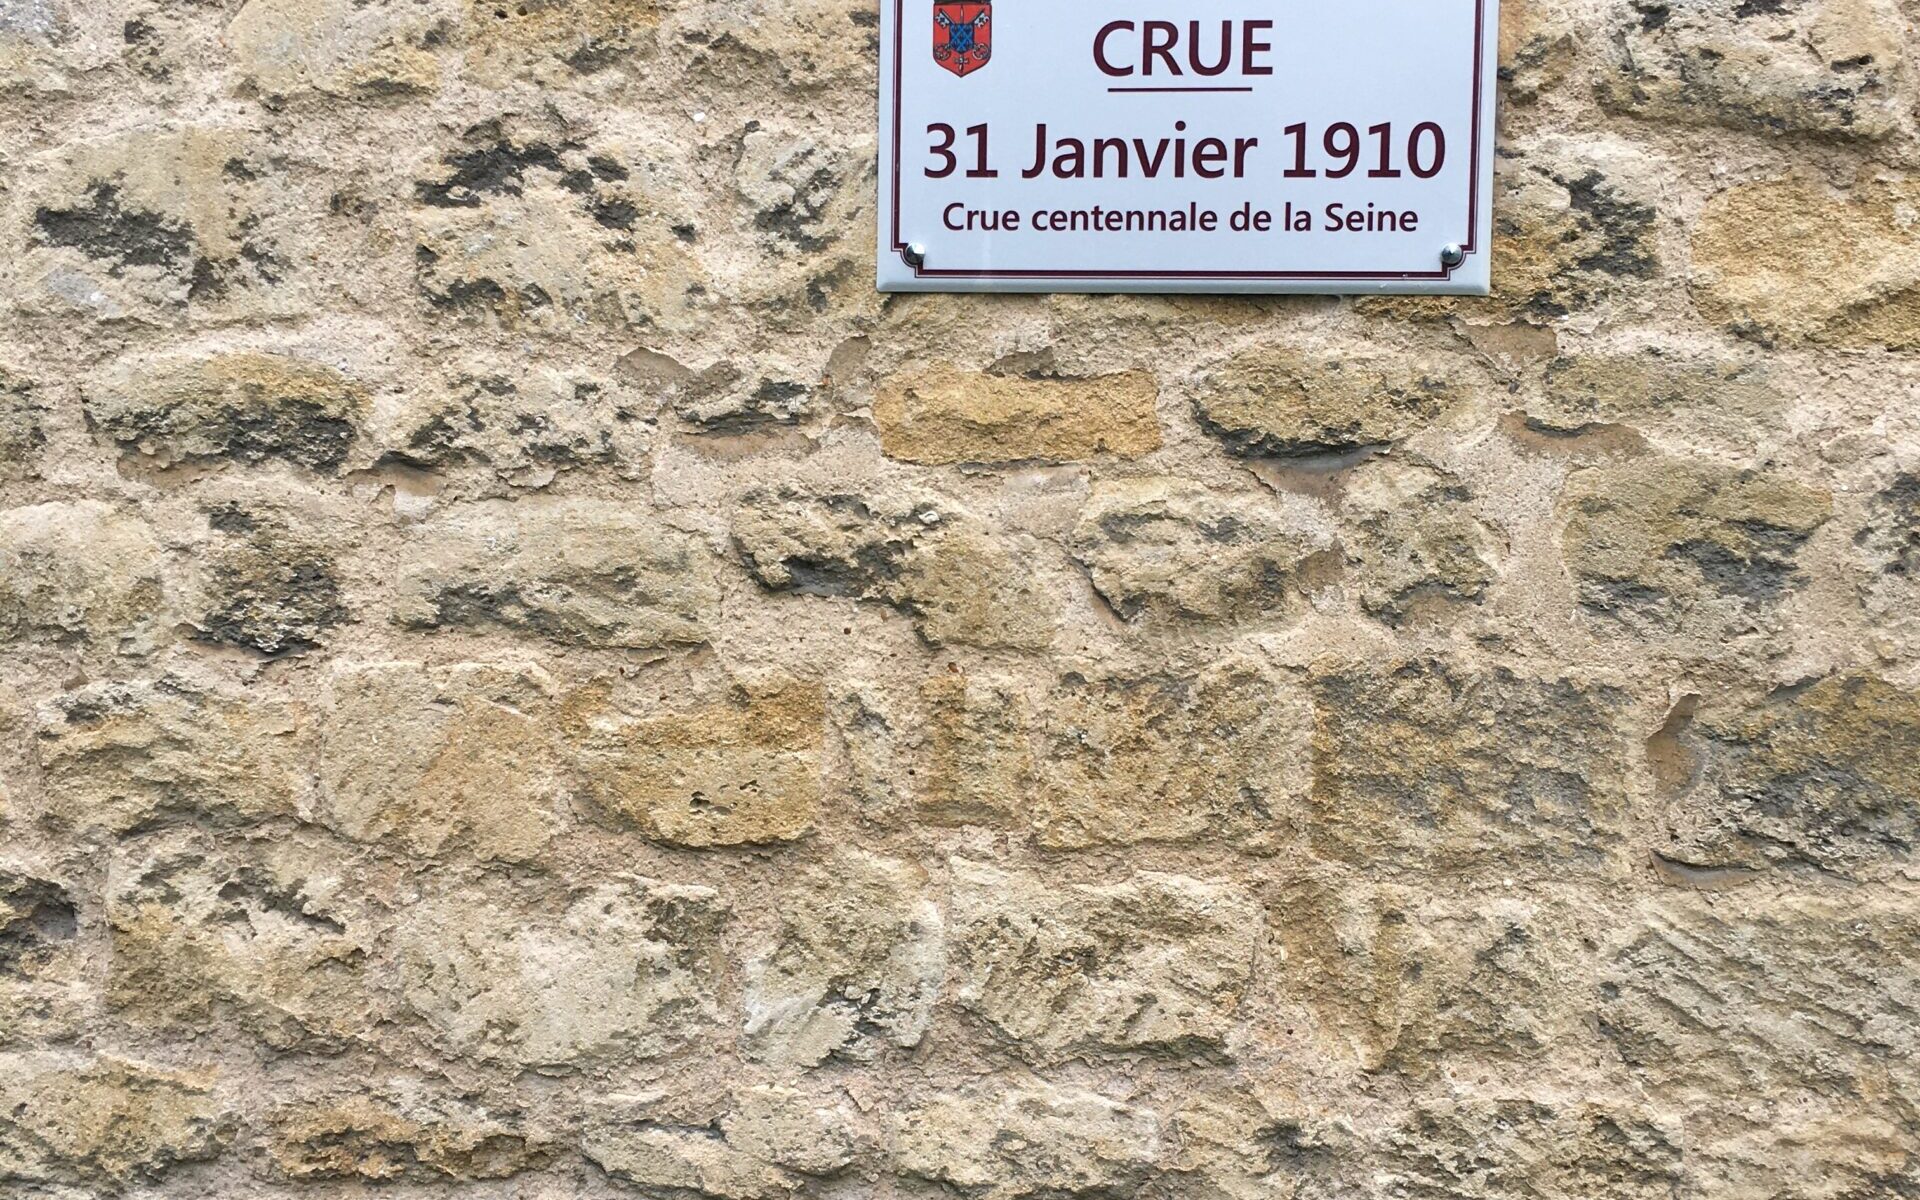 CRUE
31 Janvier 1910
Crue centennale de la Seine